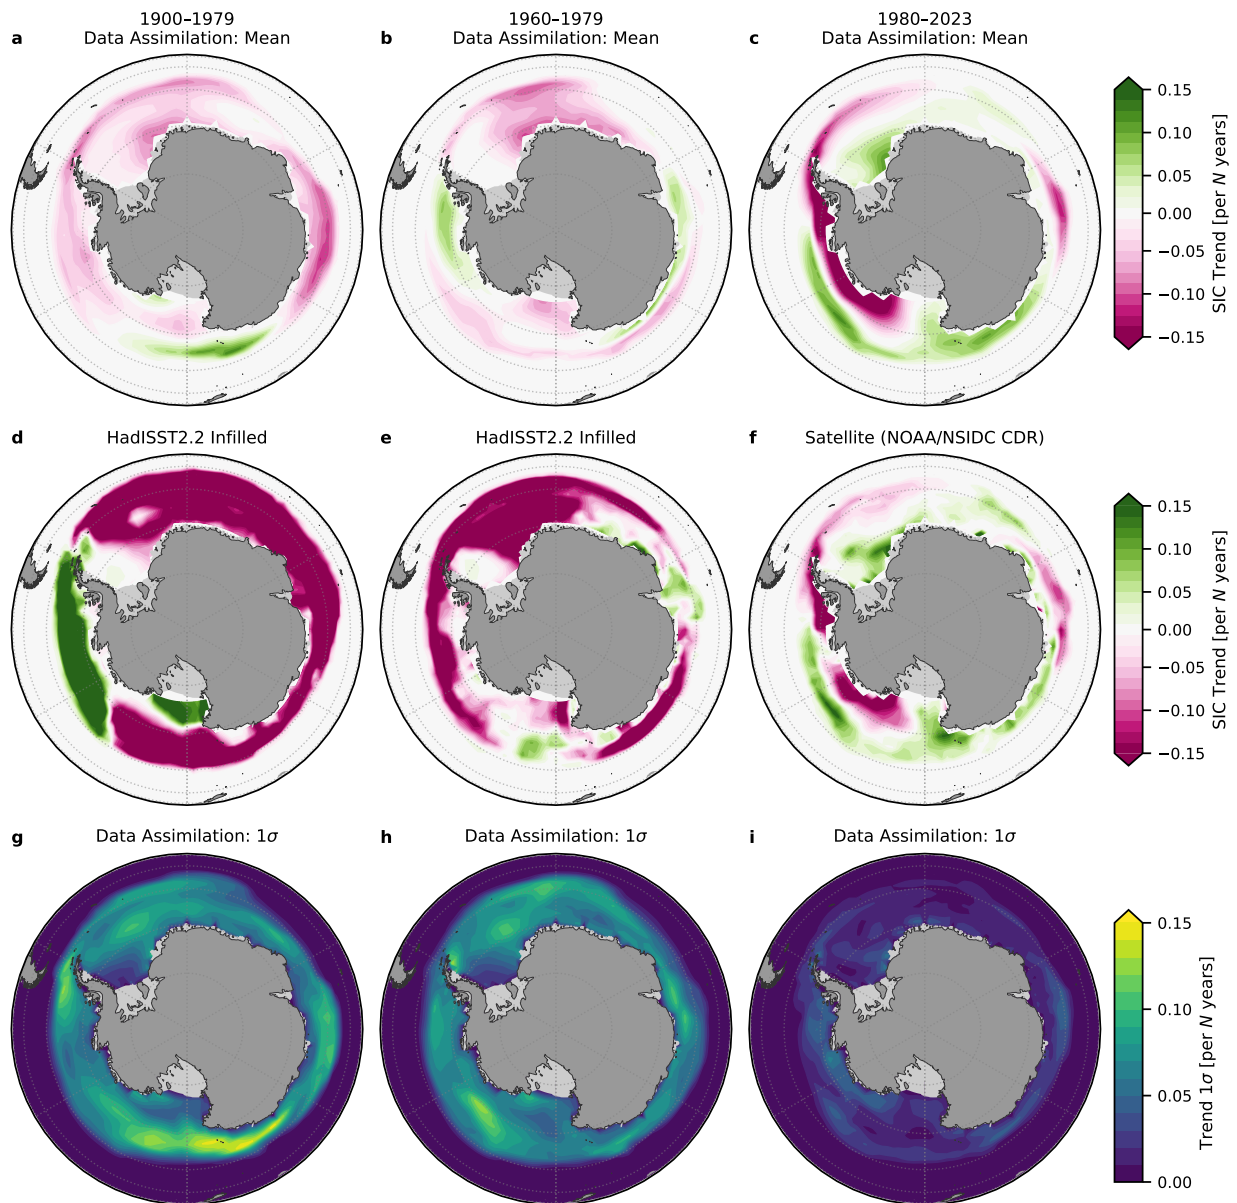 1900–1979
a Data Assimilation: Mean
1960–1979
b Data Assimilation: Mean
1980–2023
c Data Assimilation: Mean
0.15
0.10
0.05
0.00
−0.05
−0.10
−0.15
SIC Trend [per N years]
d HadISST2.2 Infilled
e HadISST2.2 Infilled
f Satellite (NOAA/NSIDC CDR)
0.15
0.10
0.05
0.00
−0.05
−0.10
−0.15
SIC Trend [per N years]
g Data Assimilation: 1σ
h Data Assimilation: 1σ
i Data Assimilation: 1σ
0.15
0.10
0.05
0.00
Trend 1σ [per N years]